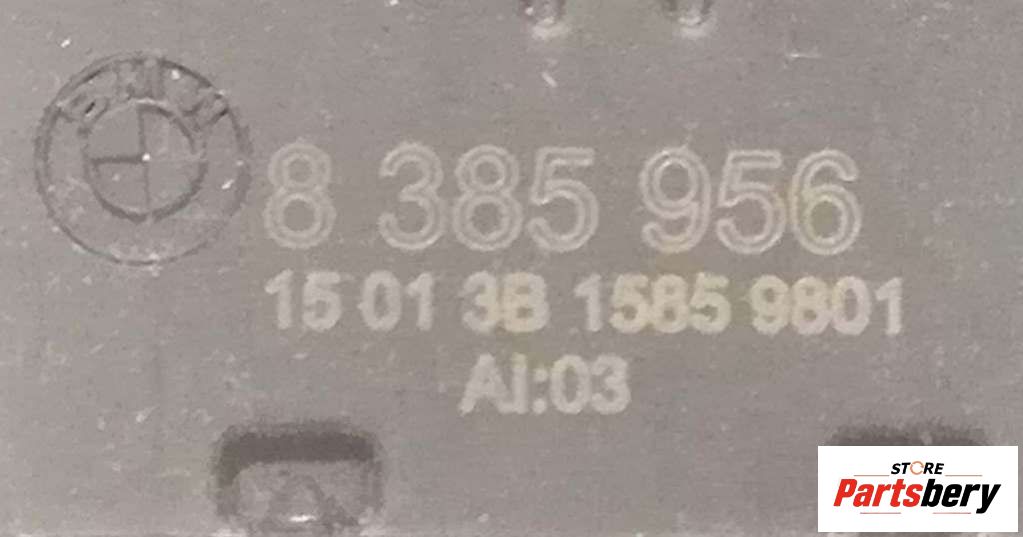 BMW
8 385 956
15 01 3B 1585 9801
AI:03
STORE
Partsbery